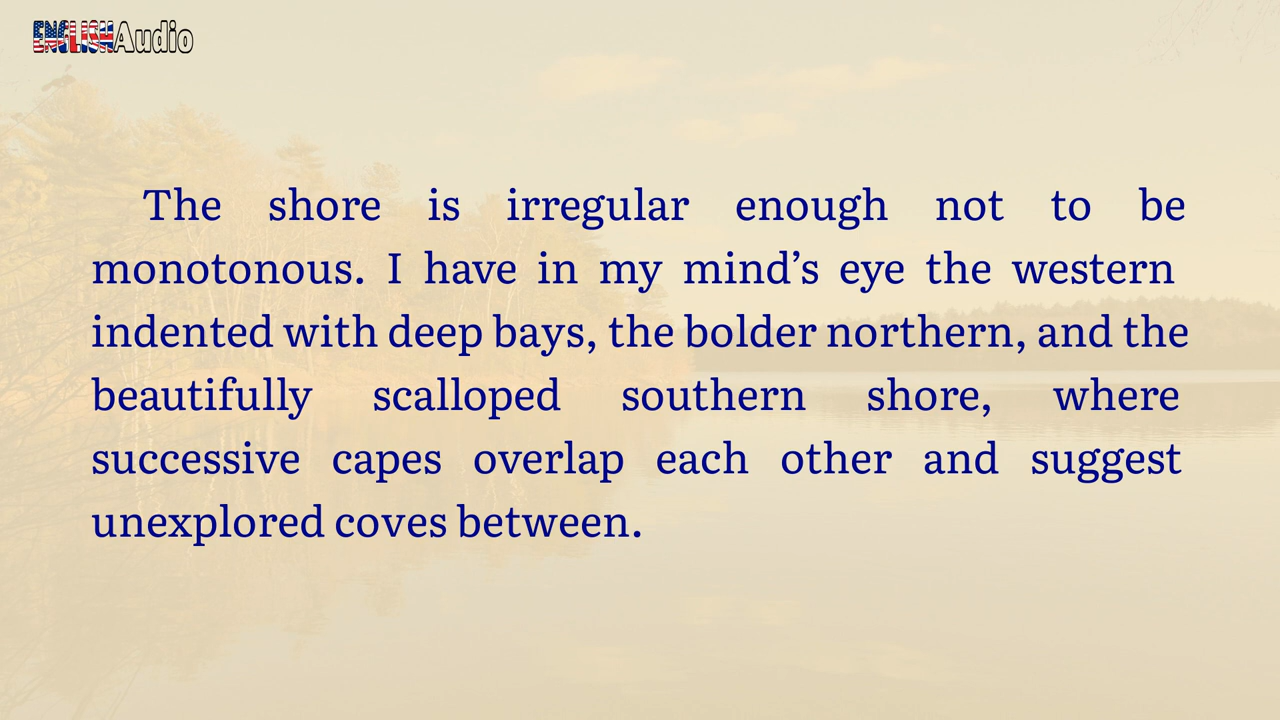 ENGLISHAudio
The shore is irregular enough not to be
monotonous. I have in my mind’s eye the western
indented with deep bays, the bolder northern, and the
beautifully scalloped southern shore, where
successive capes overlap each other and suggest
unexplored coves between.